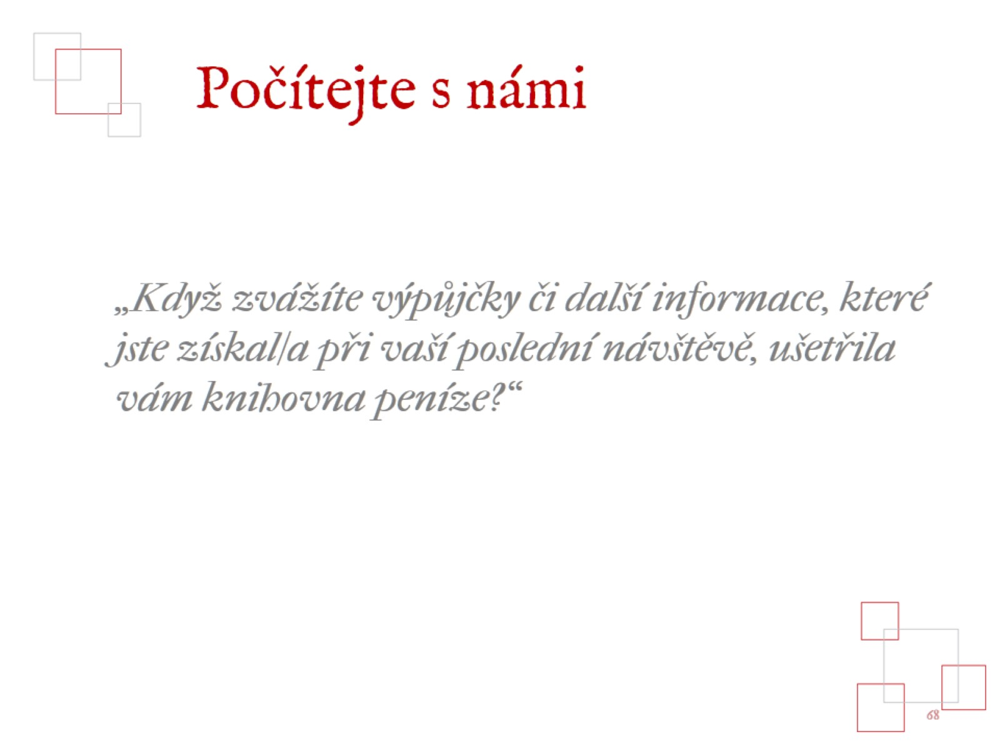 Počítejte s námi
„Když zvážíte výpůjčky či další informace, které
jste získal/a při vaší poslední návštěvě, ušetřila
vám knihovna peníze?“
68